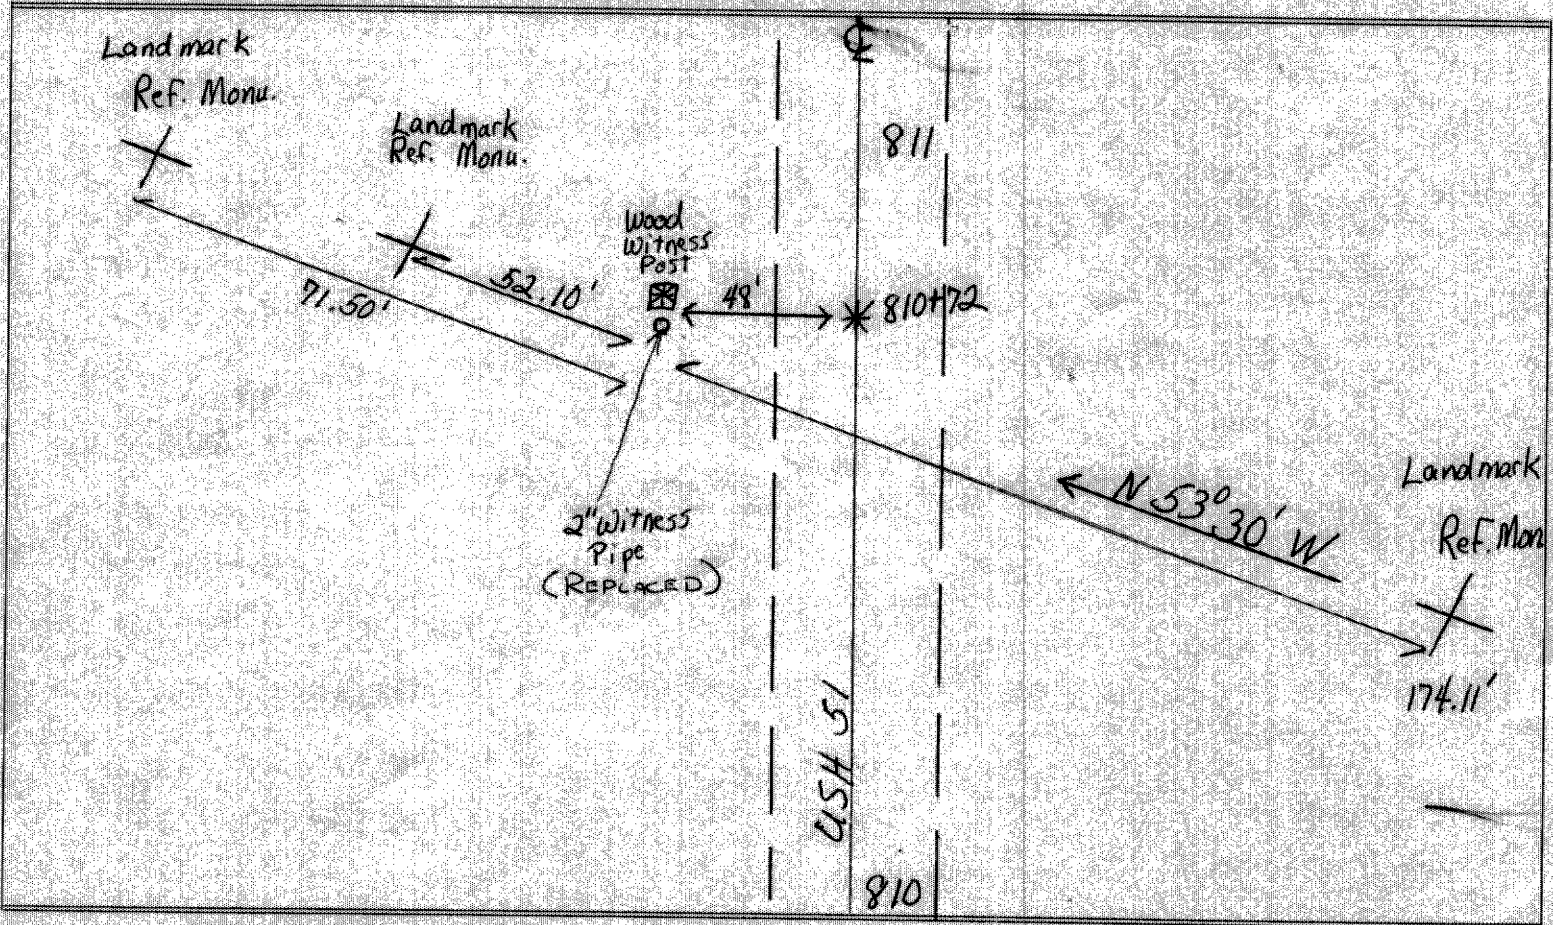 Landmark
Ref. Monu.
Landmark
Ref. Monu.
℄
811
Wood
Witness
Post
48'
810+72
52.10'
71.50'
2" Witness
Pipe
(REPLACED)
N 53° 30' W
Landmark
Ref. Mon
174.11'
USH 51
810